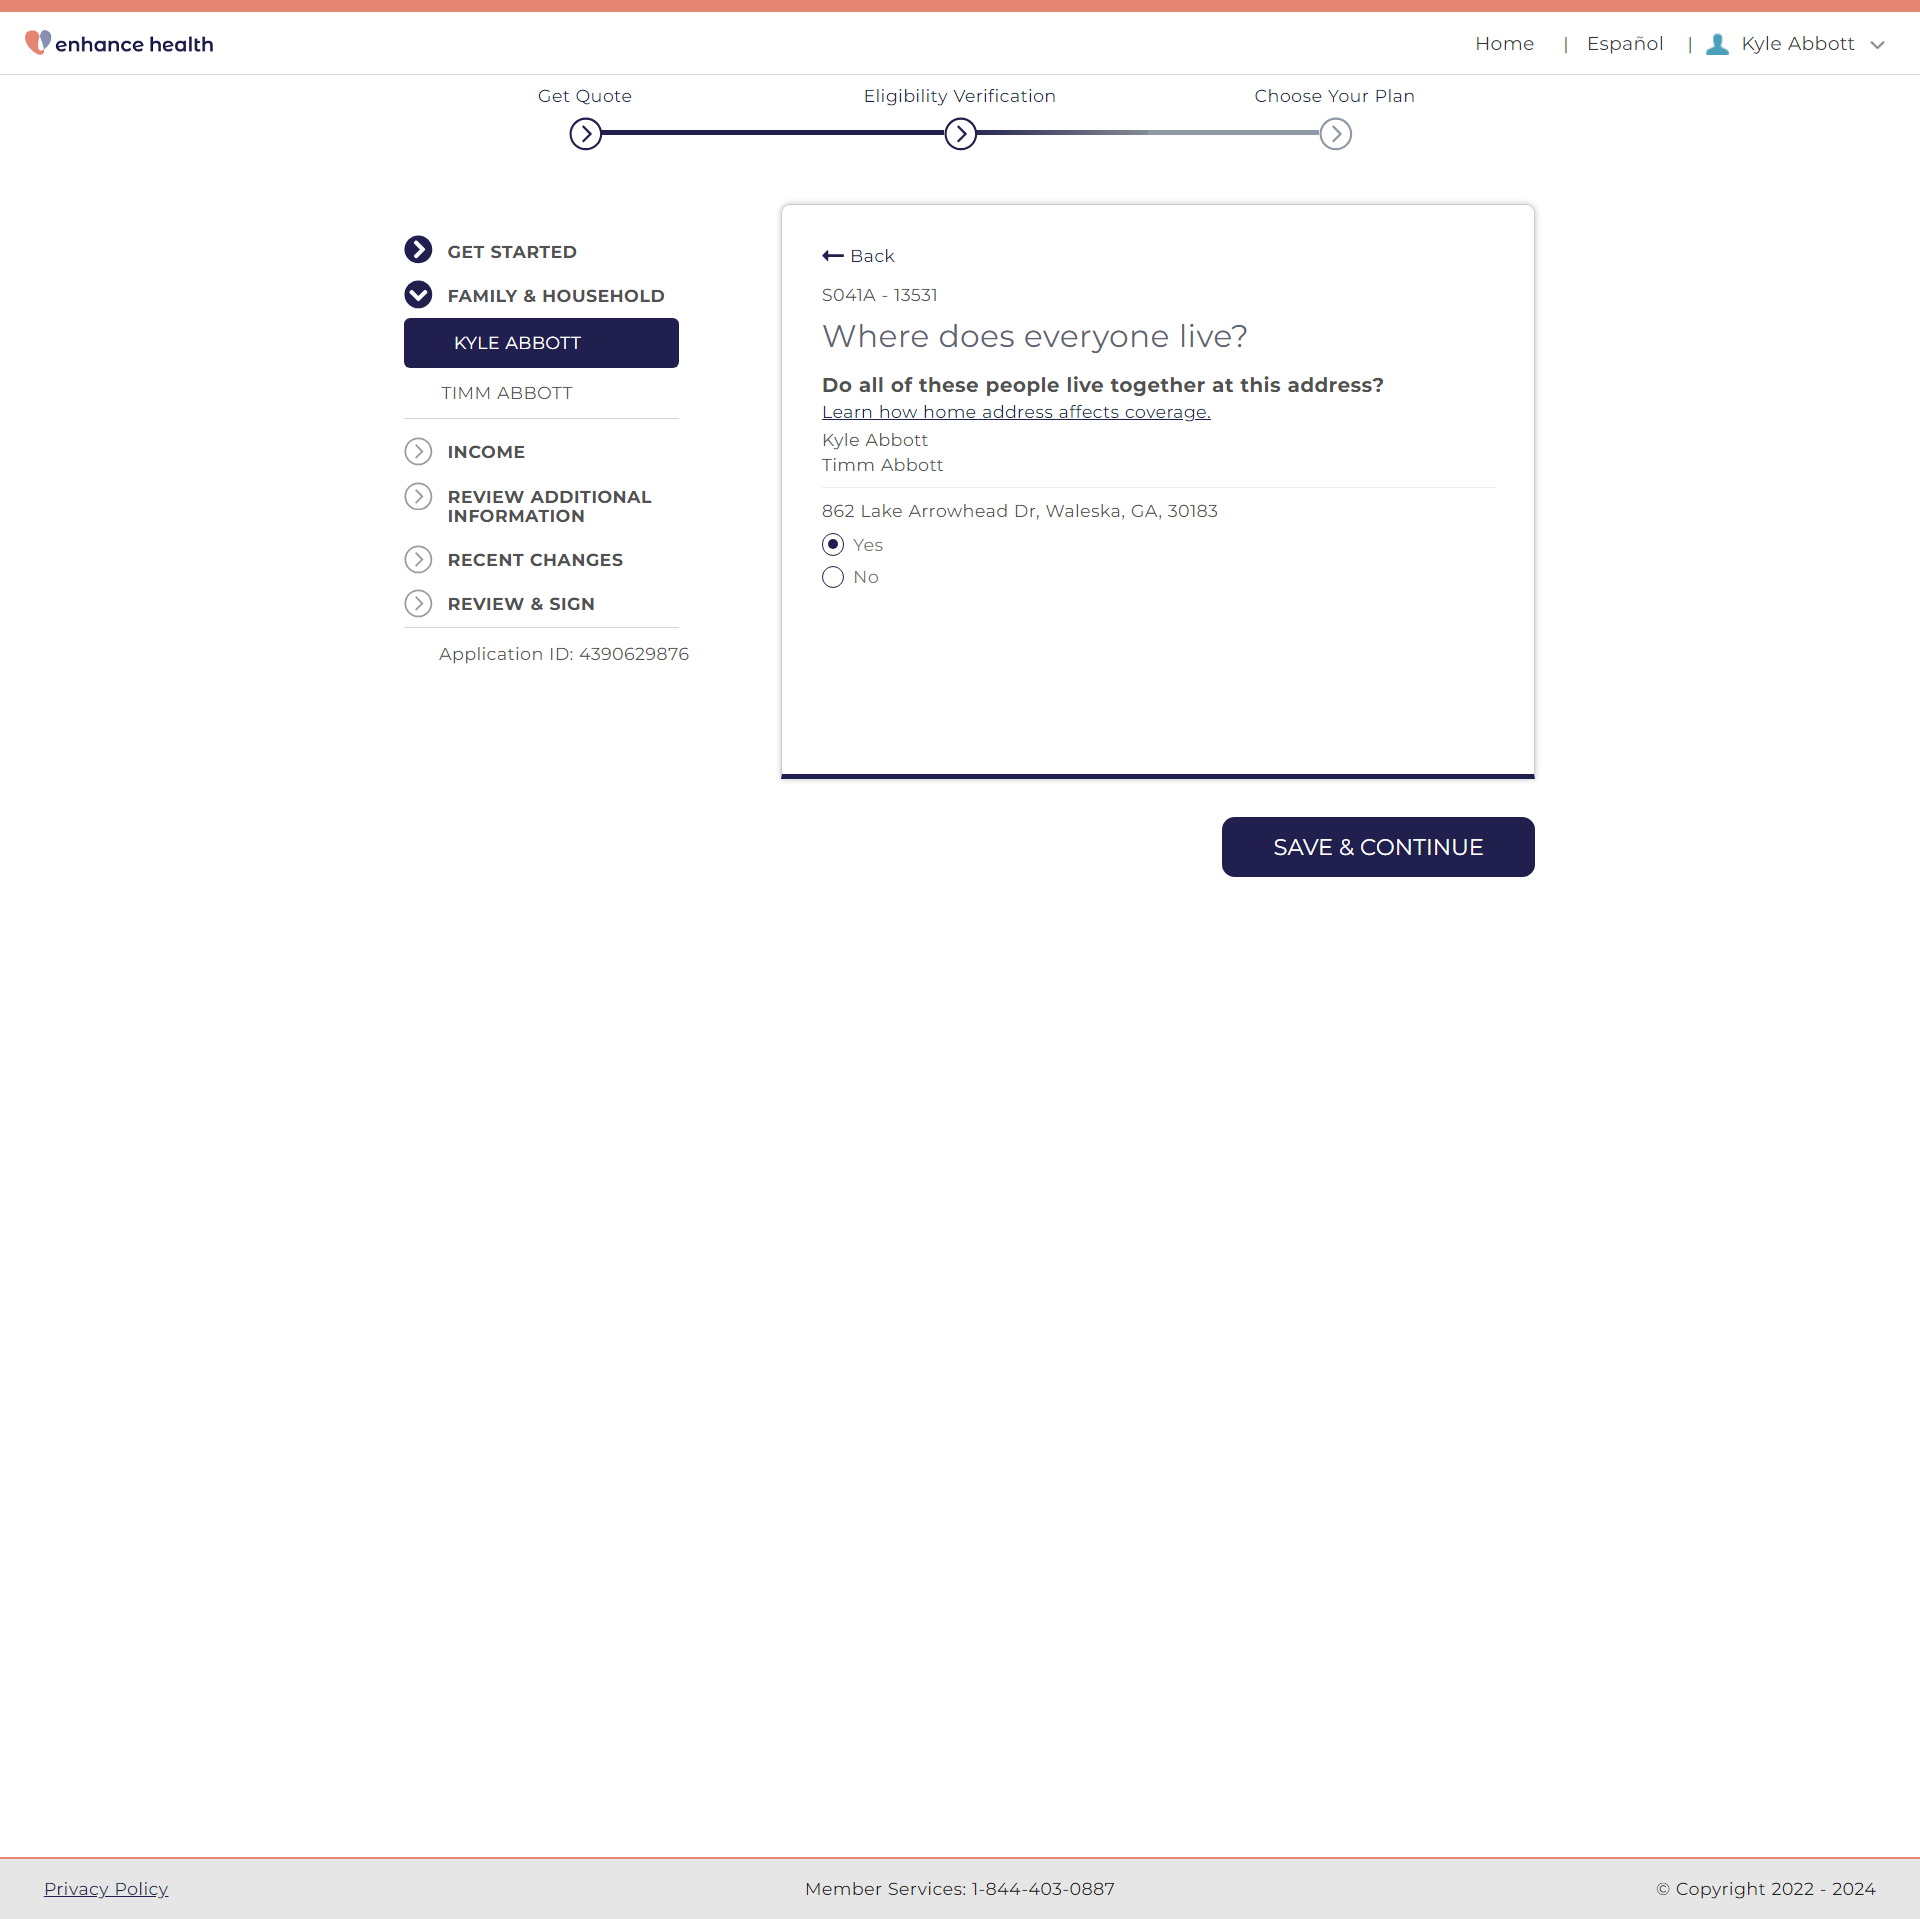 enhance health
Home | Español | Kyle Abbott
Get Quote
Eligibility Verification
Choose Your Plan
GET STARTED
FAMILY & HOUSEHOLD
KYLE ABBOTT
TIMM ABBOTT
INCOME
REVIEW ADDITIONAL
INFORMATION
RECENT CHANGES
REVIEW & SIGN
Application ID: 4390629876
Back
S041A - 13531
Where does everyone live?
Do all of these people live together at this address?
Learn how home address affects coverage.
Kyle Abbott
Timm Abbott
862 Lake Arrowhead Dr, Waleska, GA, 30183
Yes
No
SAVE & CONTINUE
Privacy Policy
Member Services: 1-844-403-0887
© Copyright 2022 - 2024